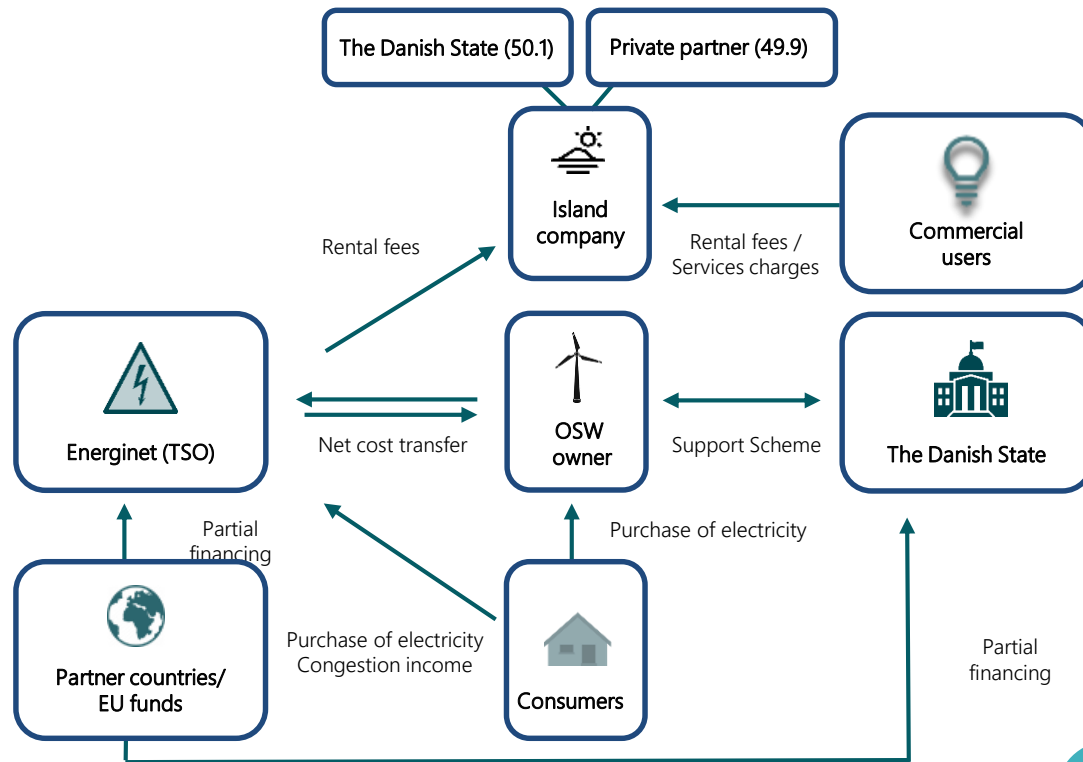 The Danish State (50.1)
Private partner (49.9)
Island
company
Commercial
users
Rental fees
Rental fees /
Services charges
Energinet (TSO)
Net cost transfer
OSW
owner
Support Scheme
The Danish State
Partial
financing
Purchase of electricity
Partner countries/
EU funds
Purchase of electricity
Congestion income
Consumers
Partial
financing